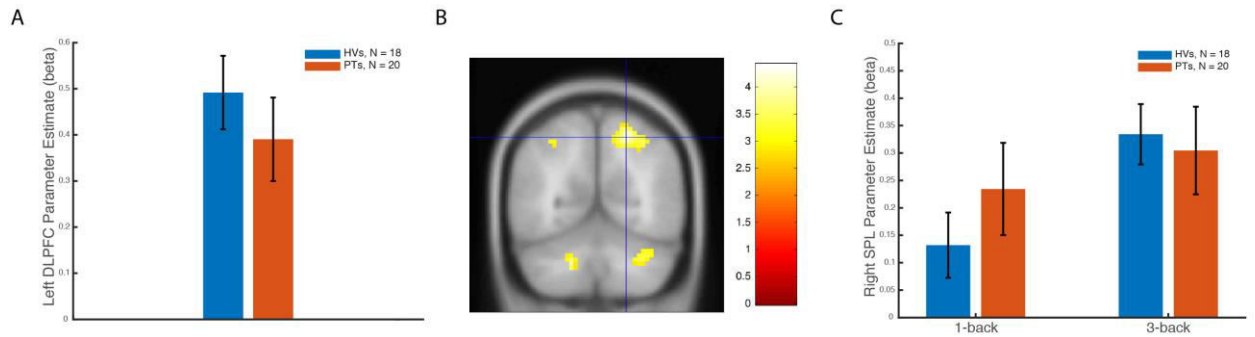 A
Left DLPFC Parameter Estimate (beta)
0.6
0.5
0.4
0.3
0.2
0.1
0
HVs, N = 18
PTs, N = 20
B
4
3.5
3
2.5
2
1.5
1
0.5
0
C
Right SPL Parameter Estimate (beta)
0.5
0.45
0.4
0.35
0.3
0.25
0.2
0.15
0.1
0.05
0
HVs, N = 18
PTs, N = 20
1-back
3-back